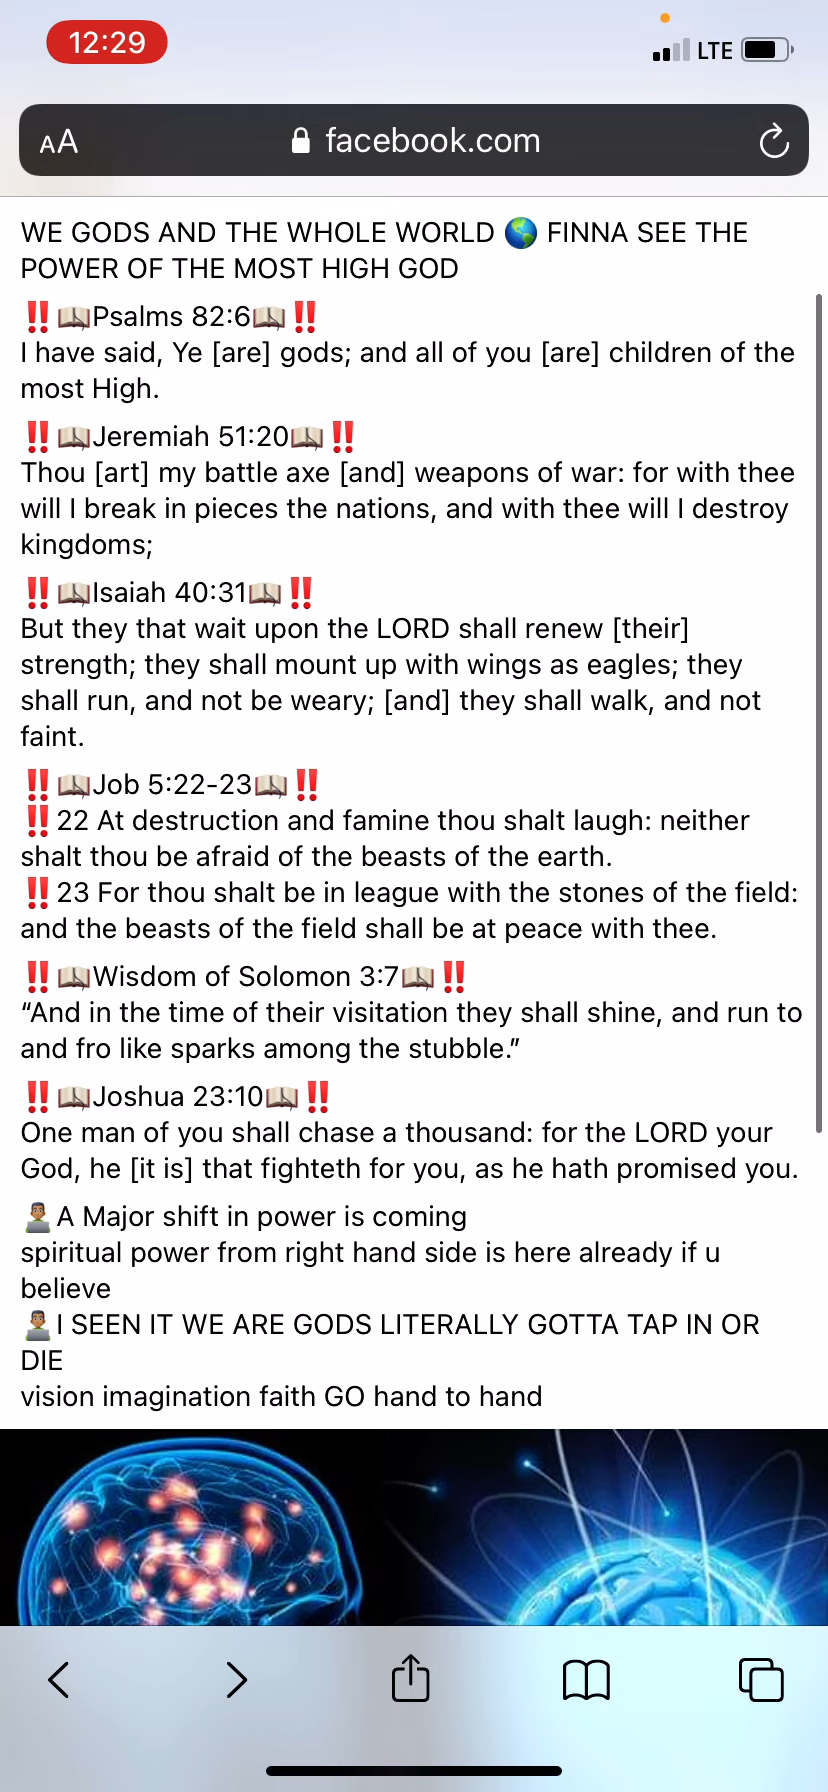 12:29
LTE
AA
facebook.com
WE GODS AND THE WHOLE WORLD 🌎 FINNA SEE THE
POWER OF THE MOST HIGH GOD
‼️📖Psalms 82:6📖‼️
I have said, Ye [are] gods; and all of you [are] children of the
most High.
‼️📖Jeremiah 51:20📖‼️
Thou [art] my battle axe [and] weapons of war: for with thee
will I break in pieces the nations, and with thee will I destroy
kingdoms;
‼️📖Isaiah 40:31📖‼️
But they that wait upon the LORD shall renew [their]
strength; they shall mount up with wings as eagles; they
shall run, and not be weary; [and] they shall walk, and not
faint.
‼️📖Job 5:22-23📖‼️
‼️22 At destruction and famine thou shalt laugh: neither
shalt thou be afraid of the beasts of the earth.
‼️23 For thou shalt be in league with the stones of the field:
and the beasts of the field shall be at peace with thee.
‼️📖Wisdom of Solomon 3:7📖‼️
“And in the time of their visitation they shall shine, and run to
and fro like sparks among the stubble.”
‼️📖Joshua 23:10📖‼️
One man of you shall chase a thousand: for the LORD your
God, he [it is] that fighteth for you, as he hath promised you.
👨🏾‍💻A Major shift in power is coming
spiritual power from right hand side is here already if u
believe
👨🏾‍💻I SEEN IT WE ARE GODS LITERALLY GOTTA TAP IN OR
DIE
vision imagination faith GO hand to hand